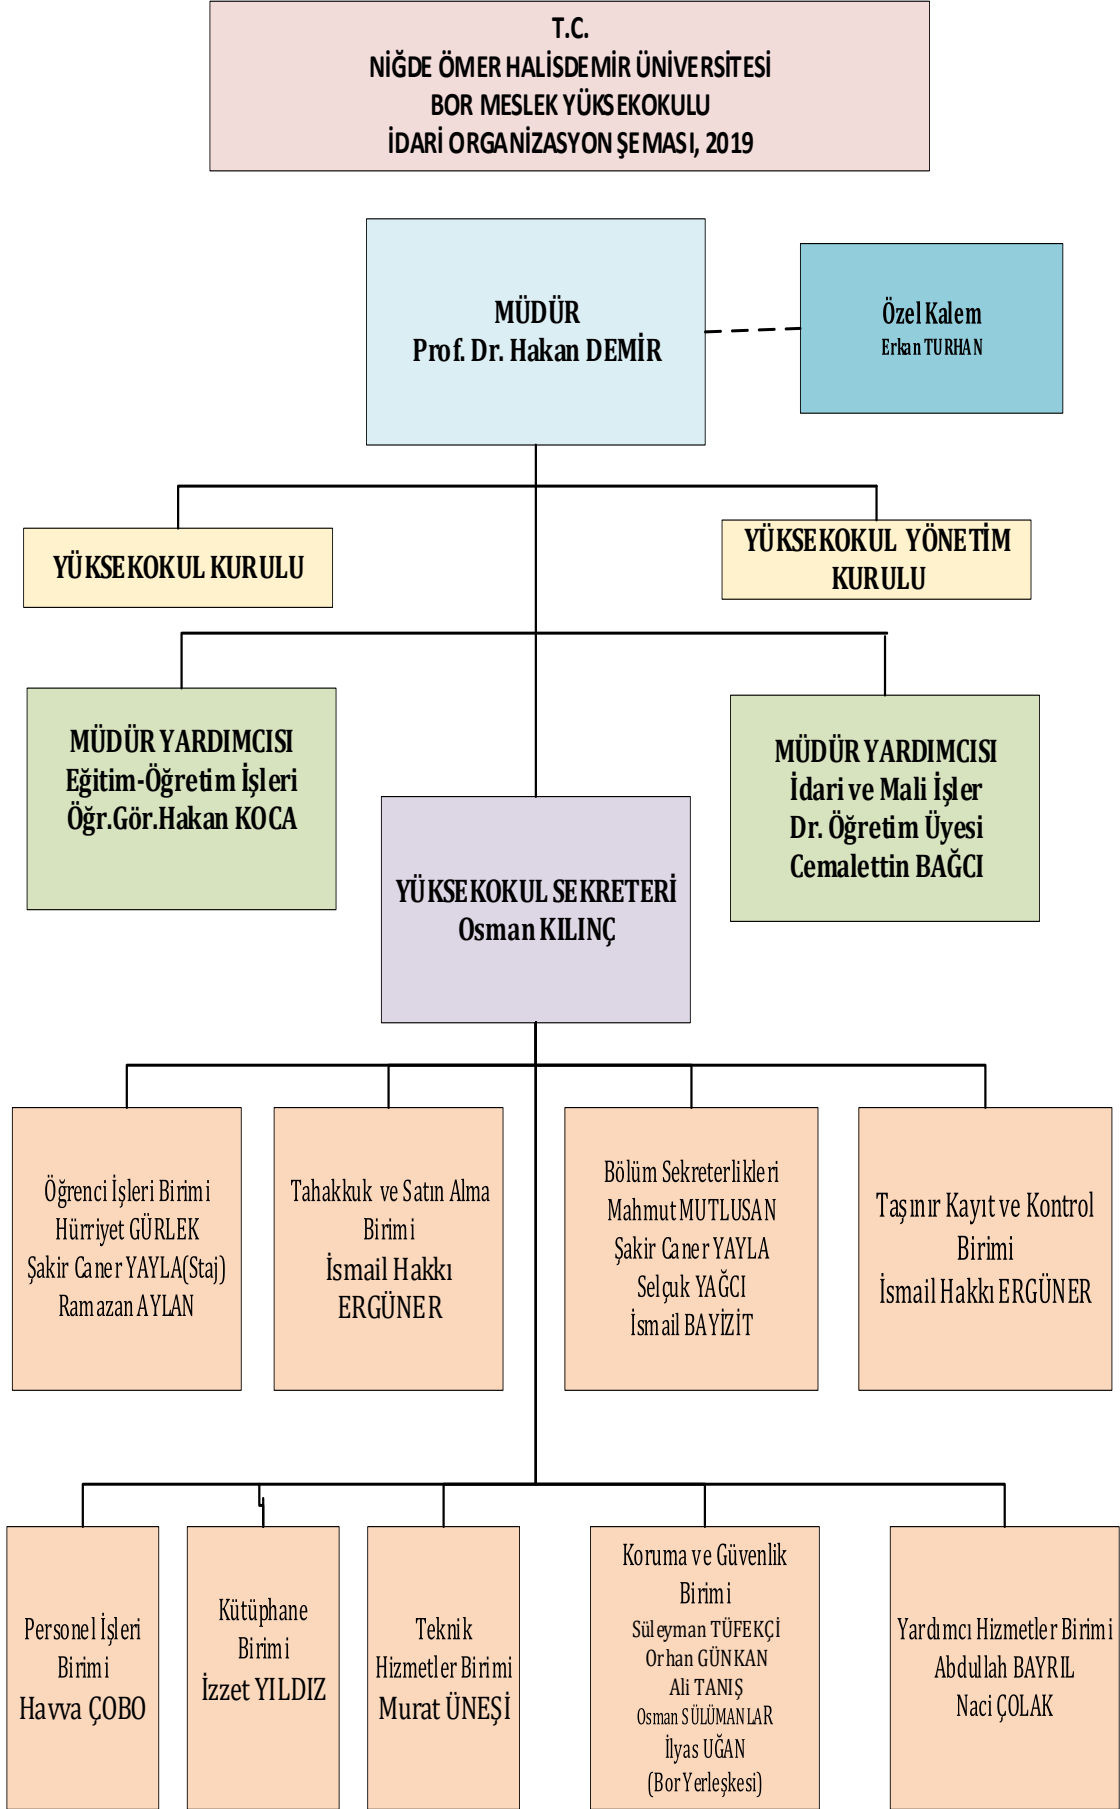 T.C.
NİĞDE ÖMER HALİSDEMİR ÜNİVERSİTESİ
BOR MESLEK YÜKSEKOKULU
İDARİ ORGANİZASYON ŞEMASI, 2019
MÜDÜR
Prof. Dr. Hakan DEMİR
Özel Kalem
Erkan TURHAN
YÜKSEKOKUL KURULU
YÜKSEKOKUL YÖNETİM
KURULU
MÜDÜR YARDIMCISI
Eğitim-Öğretim İşleri
Öğr.Gör.Hakan KOCA
MÜDÜR YARDIMCISI
İdari ve Mali İşler
Dr. Öğretim Üyesi
Cemalettin BAĞCI
YÜKSEKOKUL SEKRETERİ
Osman KILINÇ
Öğrenci İşleri Birimi
Hürriyet GÜRLEK
Şakir Caner YAYLA(Staj)
Ramazan AYLAN
Tahakkuk ve Satın Alma
Birimi
İsmail Hakkı
ERGÜNER
Bölüm Sekreterlikleri
Mahmut MUTLUSAN
Şakir Caner YAYLA
Selçuk YAĞCI
İsmail BAYİZİT
Taşınır Kayıt ve Kontrol
Birimi
İsmail Hakkı ERGÜNER
Personel İşleri
Birimi
Havva ÇOBO
Kütüphane
Birimi
İzzet YILDIZ
Teknik
Hizmetler Birimi
Murat ÜNEŞİ
Koruma ve Güvenlik
Birimi
Süleyman TÜFEKÇİ
Orhan GÜNKAN
Ali TANIŞ
Osman SÜLÜMANLAR
İlyas UĞAN
(Bor Yerleşkesi)
Yardımcı Hizmetler Birimi
Abdullah BAYRIL
Naci ÇOLAK